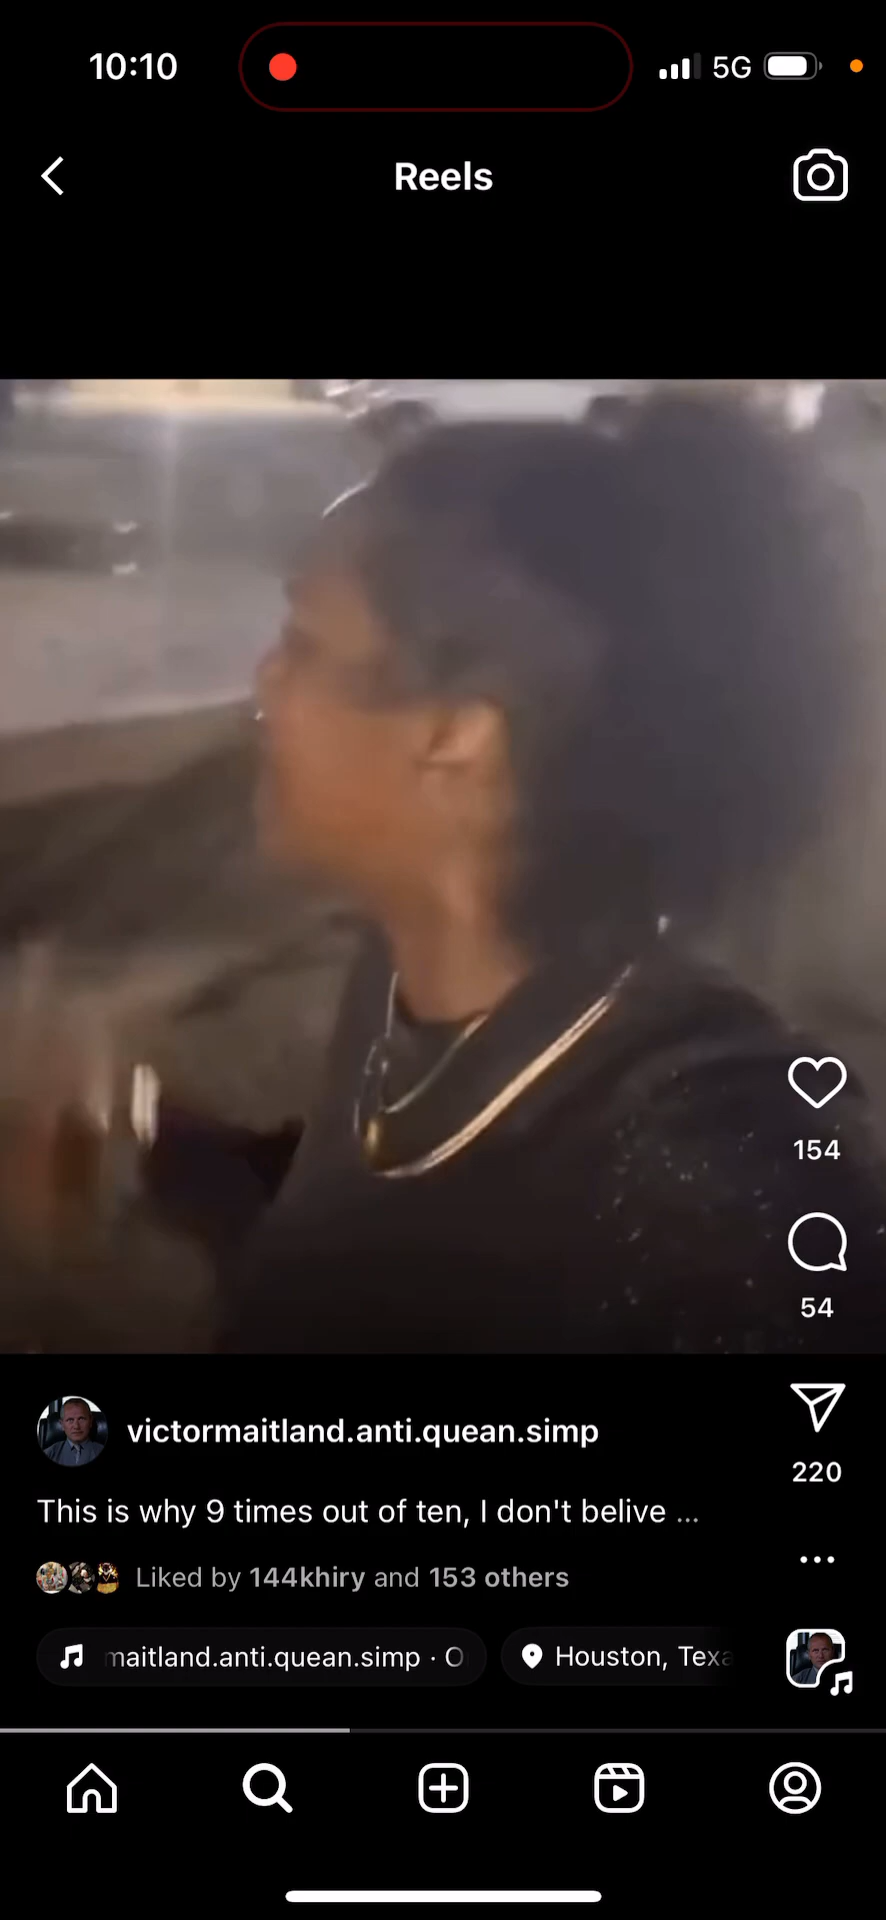 10:10
5G
Reels
154
54
victormaitland.anti.quean.simp
220
This is why 9 times out of ten, I don't belive ...
Liked by 144khiry and 153 others
maitland.anti.quean.simp · O
Houston, Texa